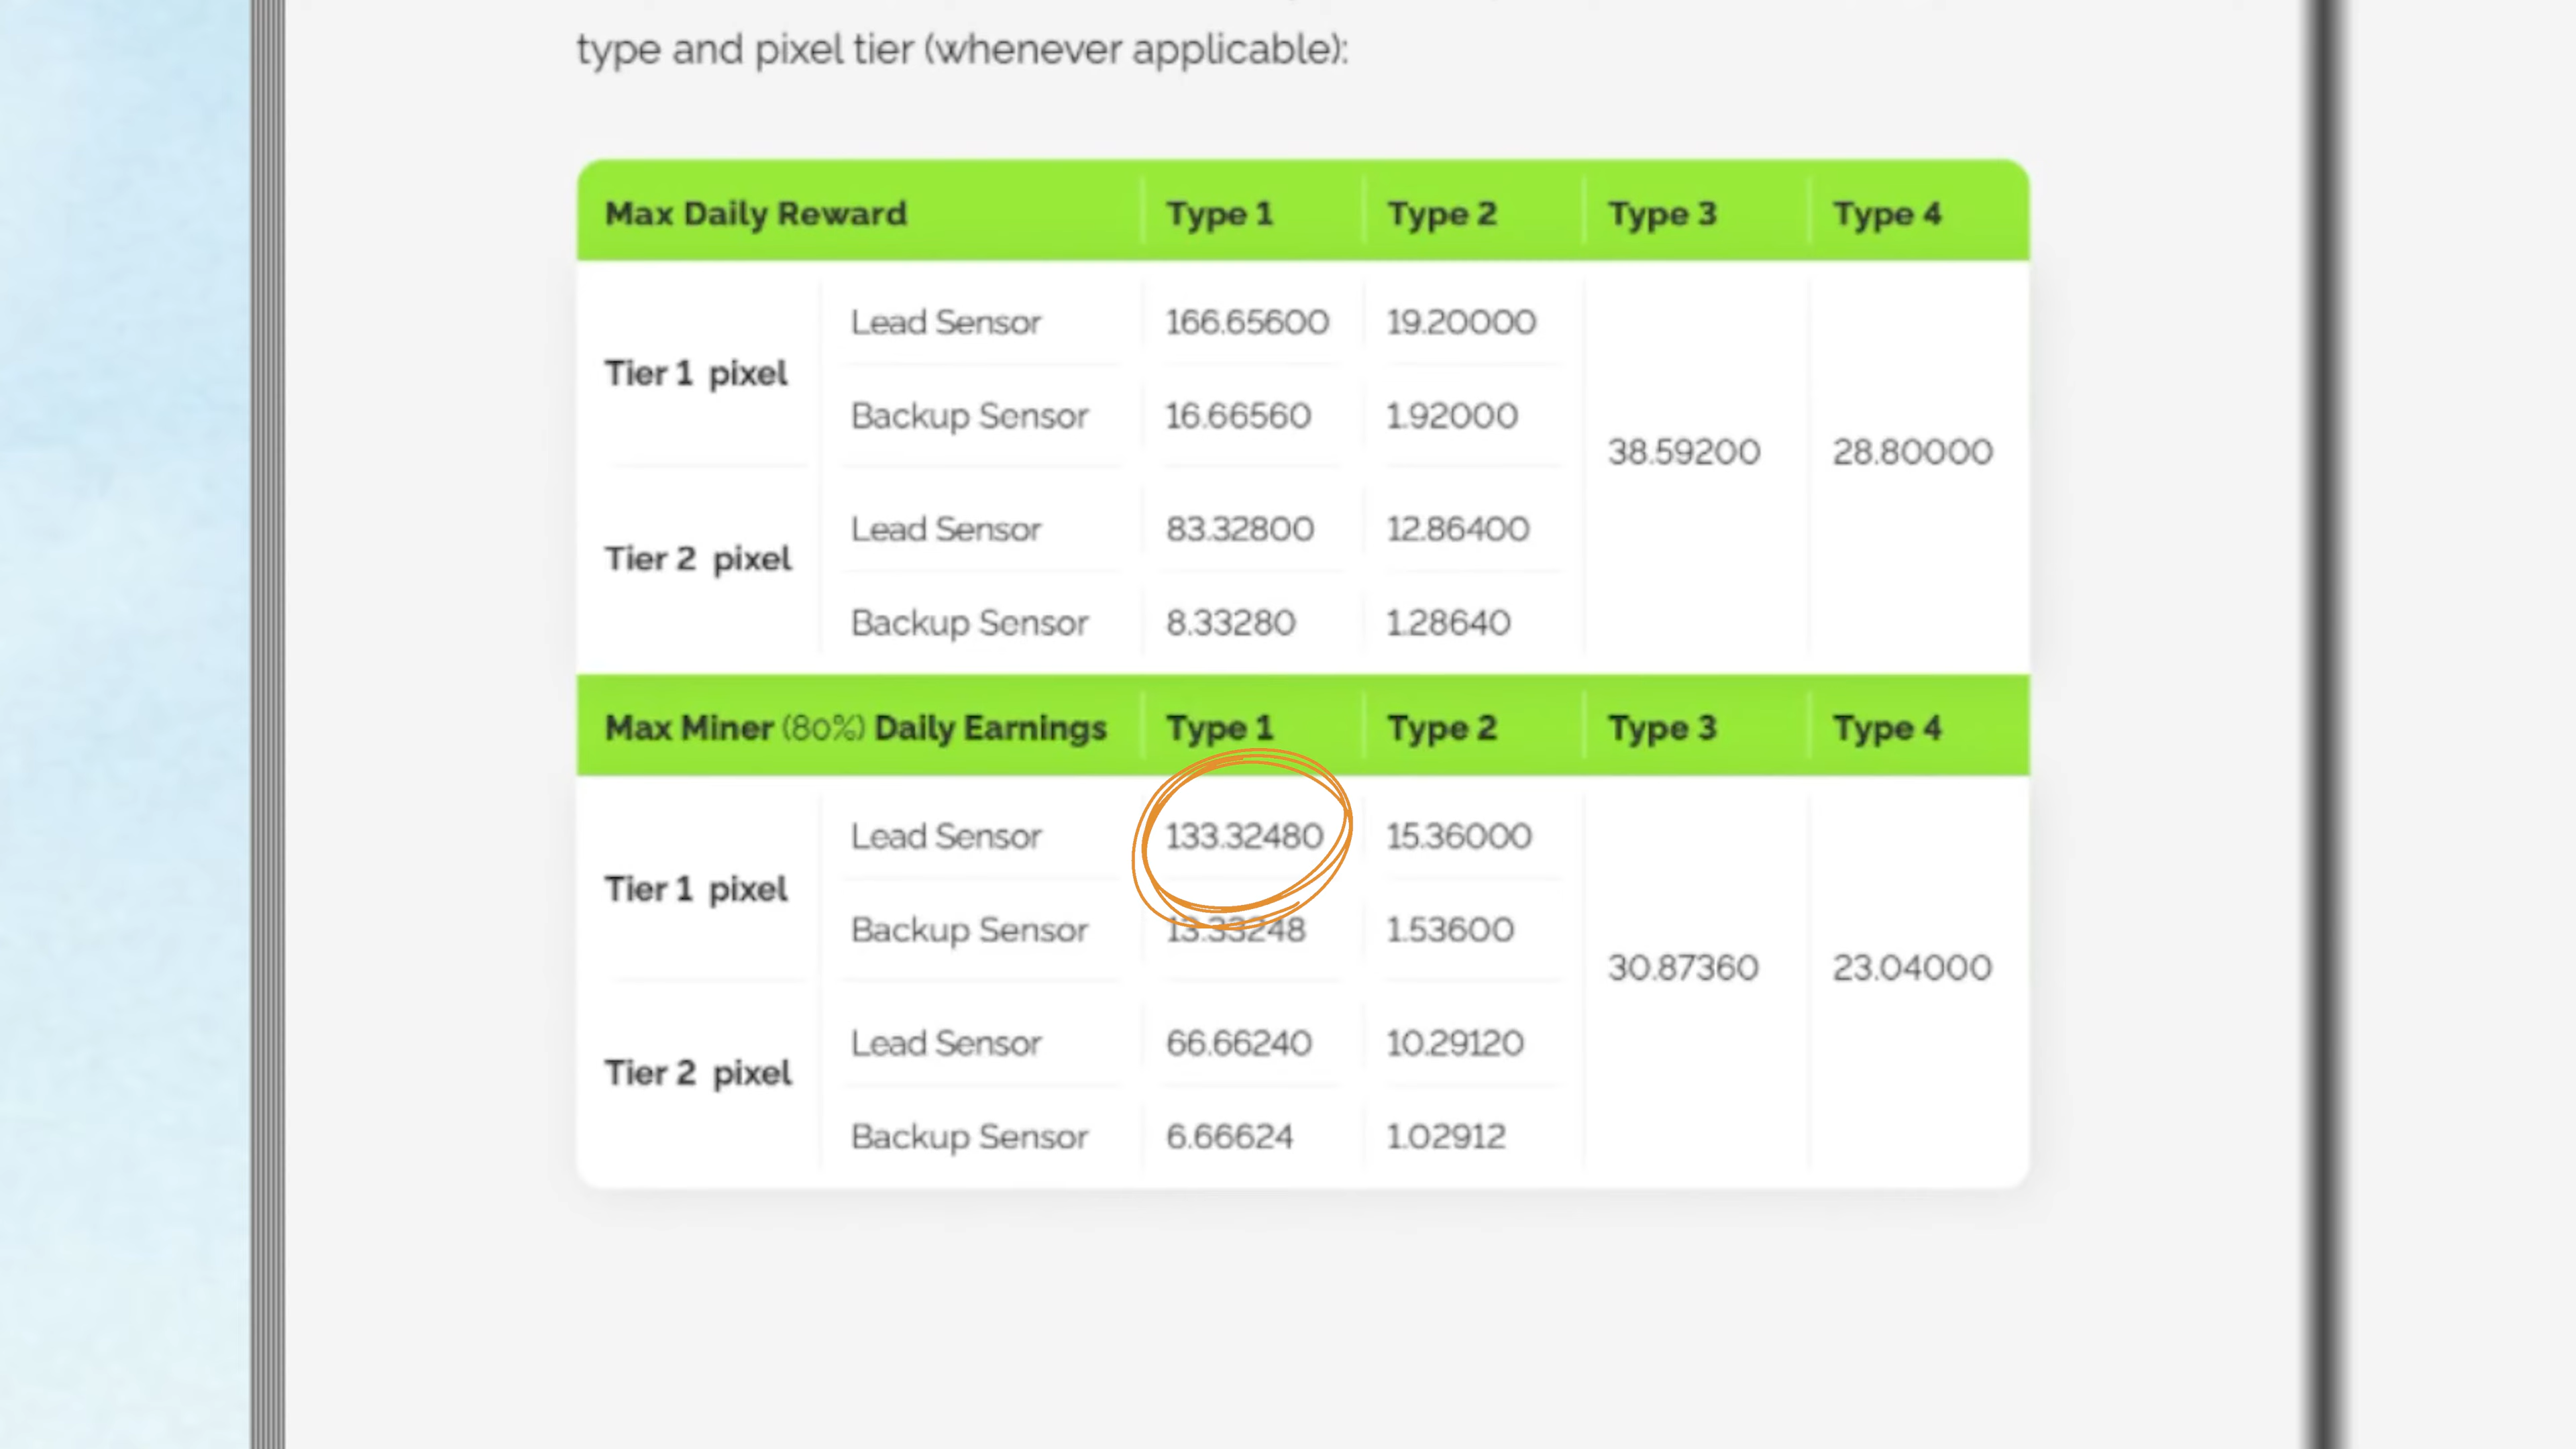 type and pixel tier (whenever applicable):
Max Daily Reward Type 1 Type 2 Type 3 Type 4
Tier 1 pixel Lead Sensor 166.65600 19.20000 38.59200 28.80000
Backup Sensor 16.66560 1.92000
Tier 2 pixel Lead Sensor 83.32800 12.86400
Backup Sensor 8.33280 1.28640
Max Miner (80%) Daily Earnings Type 1 Type 2 Type 3 Type 4
Tier 1 pixel Lead Sensor 133.32480 15.36000 30.87360 23.04000
Backup Sensor 13.33248 1.53600
Tier 2 pixel Lead Sensor 66.66240 10.29120
Backup Sensor 6.66624 1.02912